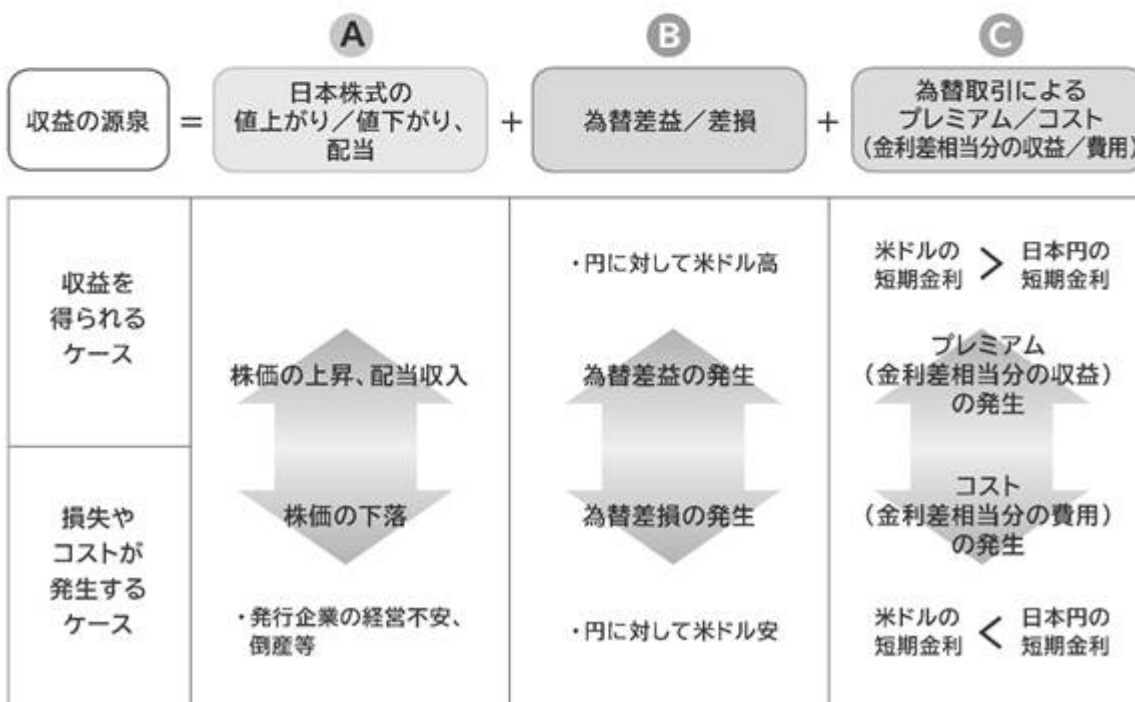 A
B
C
収益の源泉
=
日本株式の
値上がり/値下がり、
配当
+
為替差益/差損
+
為替取引による
プレミアム/コスト
(金利差相当分の収益/費用)
収益を
得られる
ケース
株価の上昇、配当収入
・円に対して米ドル高
為替差益の発生
米ドルの
短期金利
>
日本円の
短期金利
プレミアム
(金利差相当分の収益)
の発生
損失や
コストが
発生する
ケース
株価の下落
・発行企業の経営不安、
倒産等
為替差損の発生
・円に対して米ドル安
コスト
(金利差相当分の費用)
の発生
米ドルの
短期金利
<
日本円の
短期金利